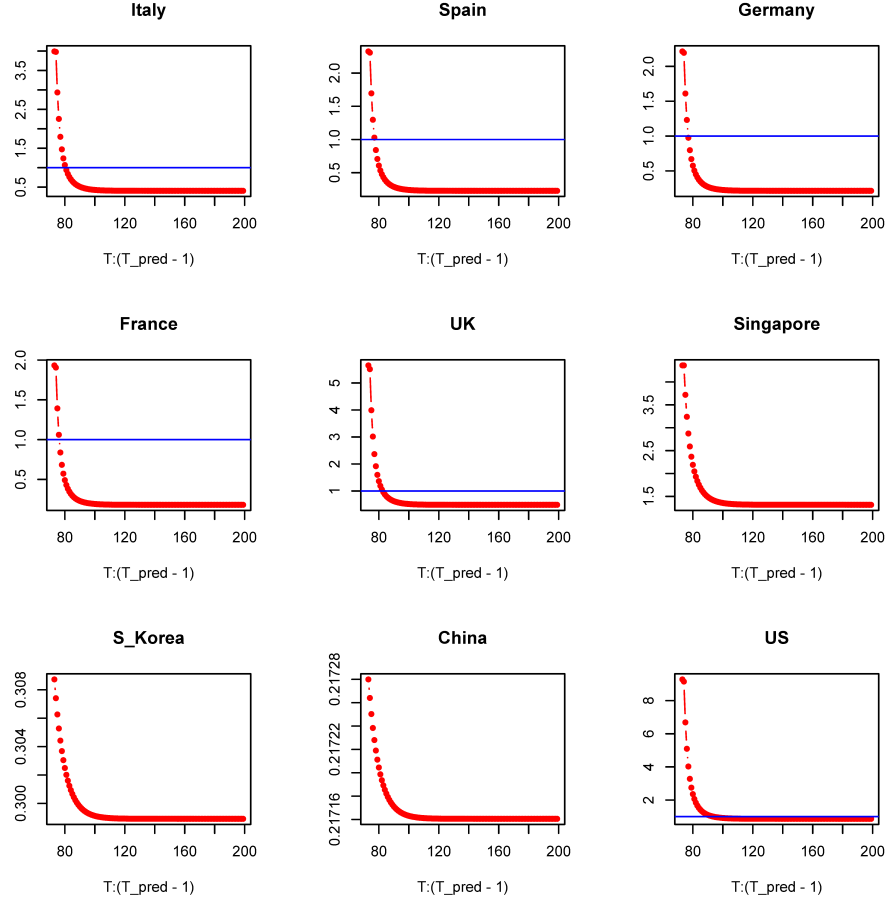 Italy
0.5 1.5 2.5 3.5
80 120 160 200
T:(T_pred - 1)
Spain
0.5 1.0 1.5 2.0
80 120 160 200
T:(T_pred - 1)
Germany
0.5 1.0 1.5 2.0
80 120 160 200
T:(T_pred - 1)
France
0.5 1.0 1.5 2.0
80 120 160 200
T:(T_pred - 1)
UK
1 2 3 4 5
80 120 160 200
T:(T_pred - 1)
Singapore
1.5 2.5 3.5
80 120 160 200
T:(T_pred - 1)
S_Korea
0.300 0.304 0.308
80 120 160 200
T:(T_pred - 1)
China
0.21716 0.21722 0.21728
80 120 160 200
T:(T_pred - 1)
US
2 4 6 8
80 120 160 200
T:(T_pred - 1)